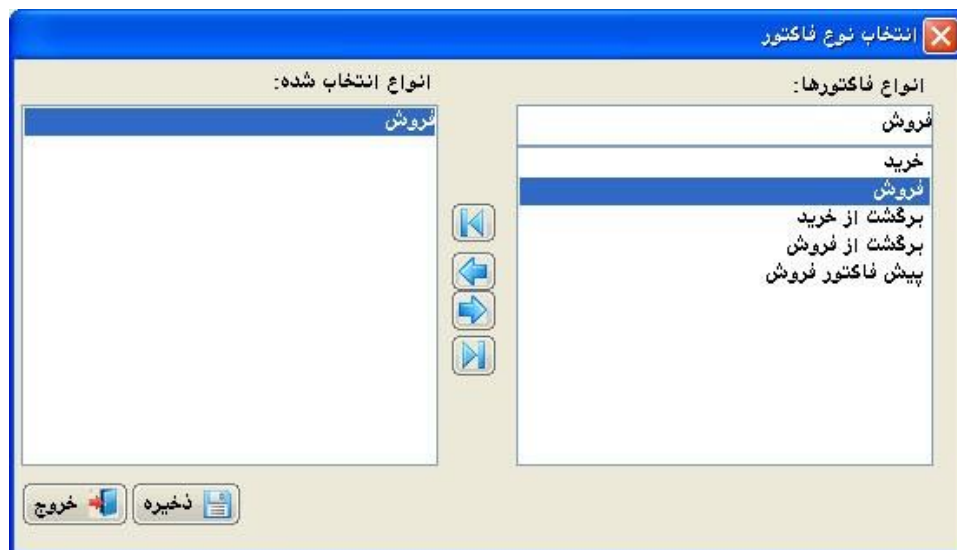 انتخاب نوع فاکتور
انواع فاکتورها:
فروش
خرید
فروش
برگشت از خرید
برگشت از فروش
پیش فاکتور فروش
انواع انتخاب شده:
فروش
ذخیره
خروج